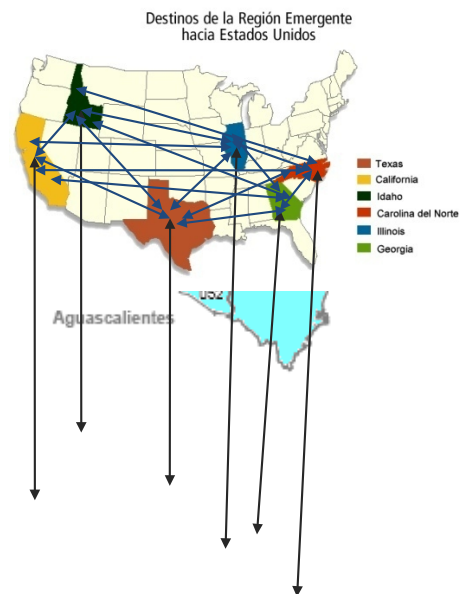 Destinos de la Región Emergente
hacia Estados Unidos
Texas
California
Idaho
Carolina del Norte
Illinois
Georgia
Aguascalientes